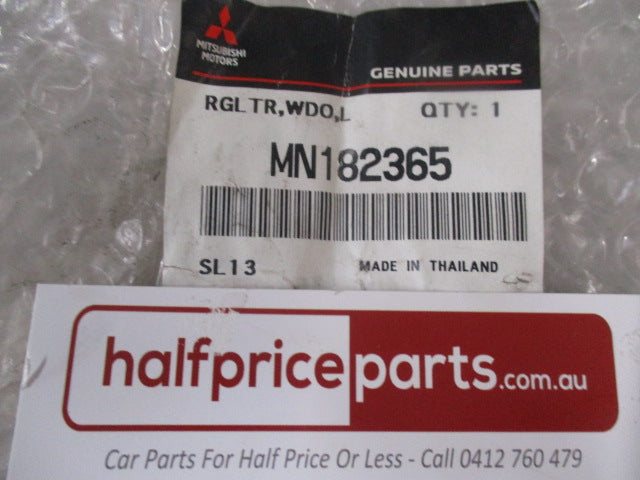 MITSUBISHI
MOTORS
GENUINE PARTS
RGLTR,WDO,L QTY: 1
MN182365
SL13 MADE IN THAILAND
halfpriceparts.com.au
Car Parts For Half Price Or Less - Call 0412 760 479